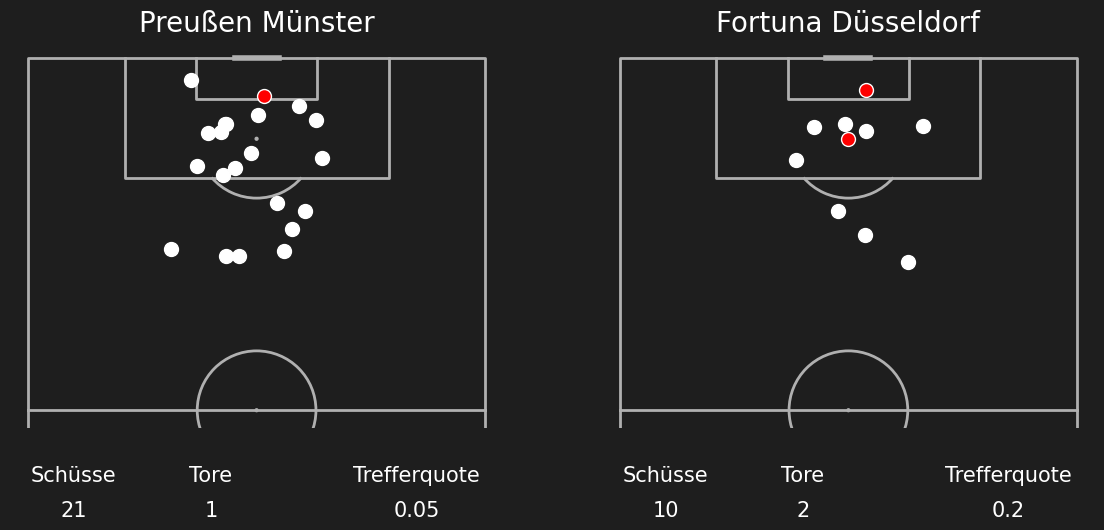 Preußen Münster
Fortuna Düsseldorf
Schüsse Tore Trefferquote
21 1 0.05
Schüsse Tore Trefferquote
10 2 0.2